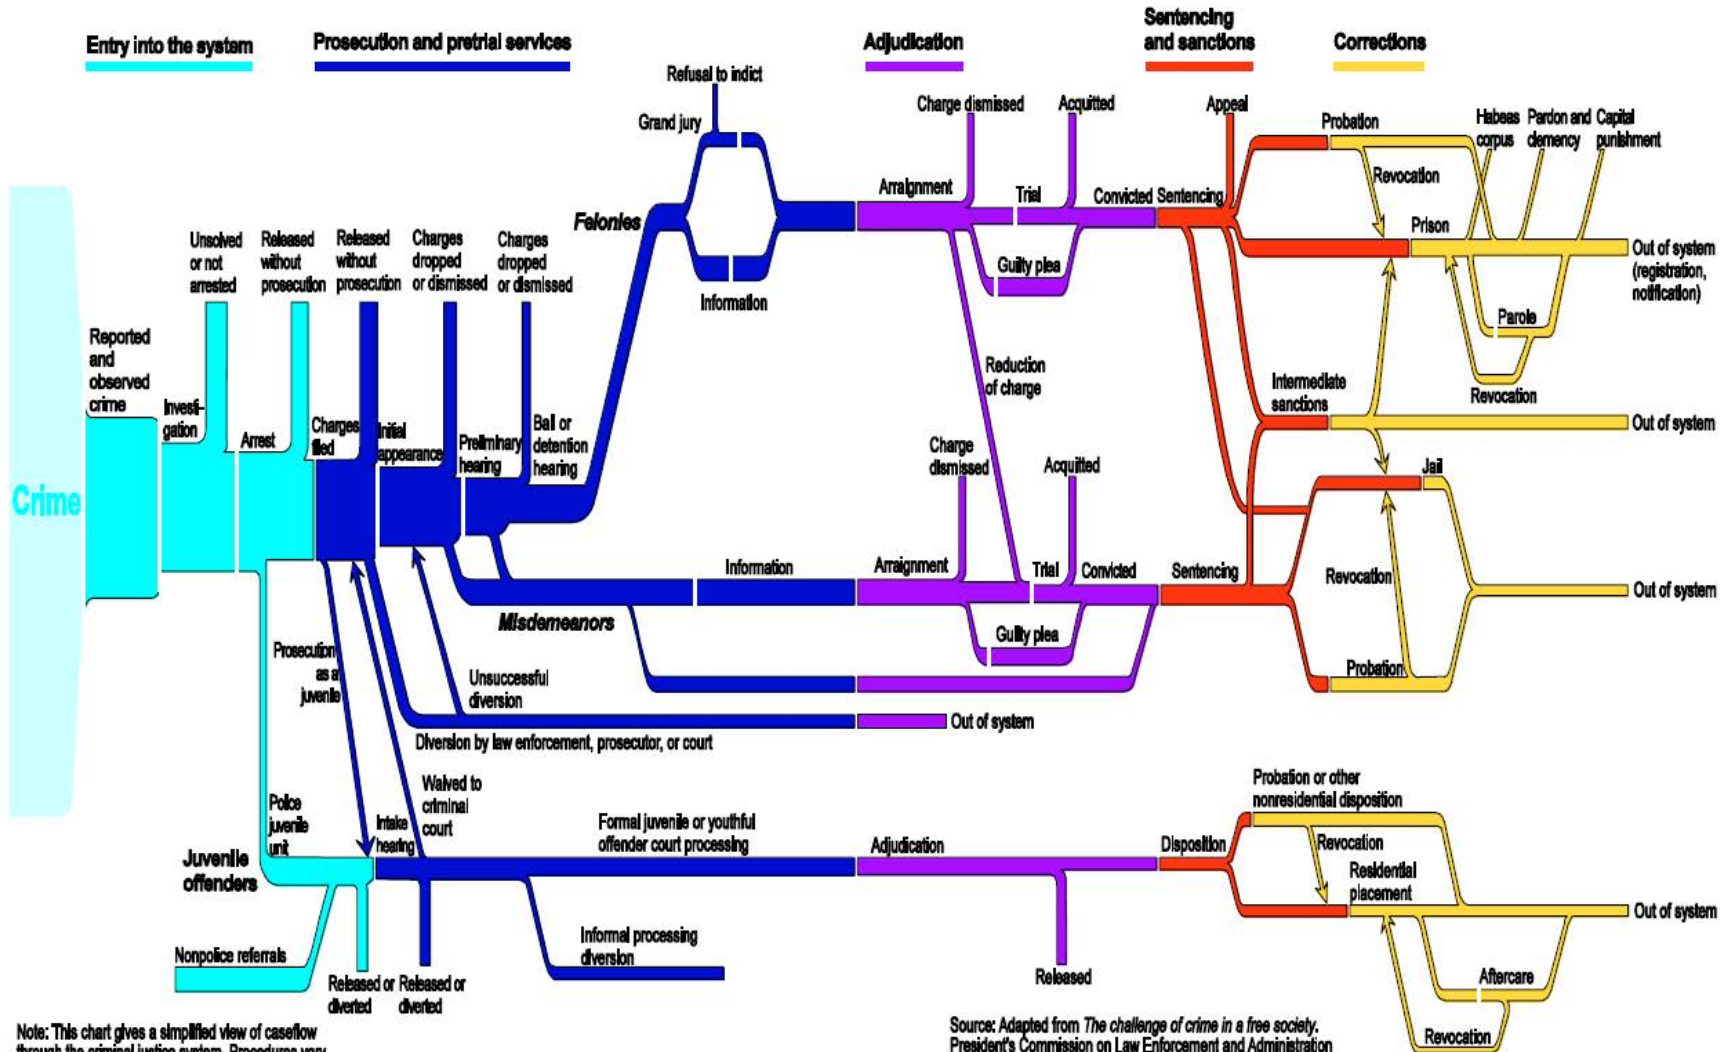 Entry into the system
Prosecution and pretrial services
Adjudication
Sentencing
and sanctions
Corrections
Refusal to indict
Grand jury
Charge dismissed
Acquitted
Appeal
Probation
Habeas
corpus
Pardon and
clemency
Capital
punishment
Revocation
Arraignment
Trial
Convicted
Sentencing
Prison
Felonies
Unsolved
or not
arrested
Released
without
prosecution
Released
without
prosecution
Charges
dropped
or dismissed
Charges
dropped
or dismissed
Out of system
(registration,
notification)
Guilty plea
Information
Parole
Reported
and
observed
crime
Reduction
of charge
Intermediate
sanctions
Revocation
Investi-
gation
Arrest
Charges
filed
Initial
appearance
Preliminary
hearing
Bail or
detention
hearing
Out of system
Charge
dismissed
Acquitted
Jail
Crime
Information
Arraignment
Trial
Convicted
Sentencing
Revocation
Out of system
Misdemeanors
Guilty plea
Prosecution
as a
juvenile
Unsuccessful
diversion
Probation
Out of system
Diversion by law enforcement, prosecutor, or court
Waived to
criminal
court
Probation or other
nonresidential disposition
Police
juvenile
unit
Intake
hearing
Formal juvenile or youthful
offender court processing
Adjudication
Disposition
Revocation
Residential
placement
Juvenile
offenders
Out of system
Nonpolice referrals
Informal processing
diversion
Released or
diverted
Released or
diverted
Released
Aftercare
Revocation
Note: This chart gives a simplified view of caseflow
through the criminal justice system. Procedures vary
Source: Adapted from The challenge of crime in a free society.
President's Commission on Law Enforcement and Administration